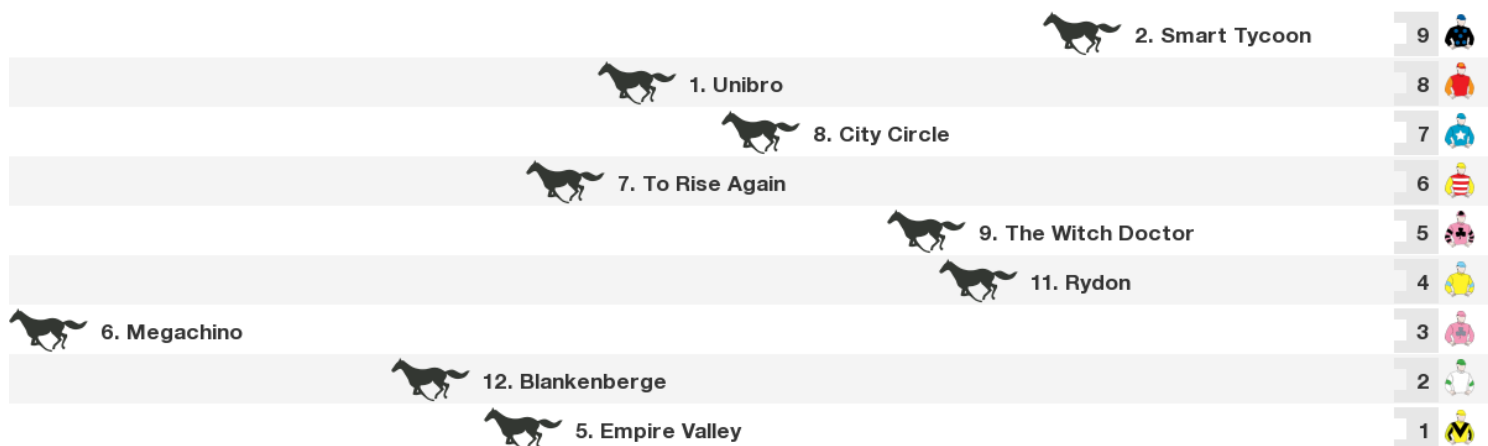 2. Smart Tycoon 9
1. Unibro 8
8. City Circle 7
7. To Rise Again 6
9. The Witch Doctor 5
11. Rydon 4
6. Megachino 3
12. Blankenberge 2
5. Empire Valley 1